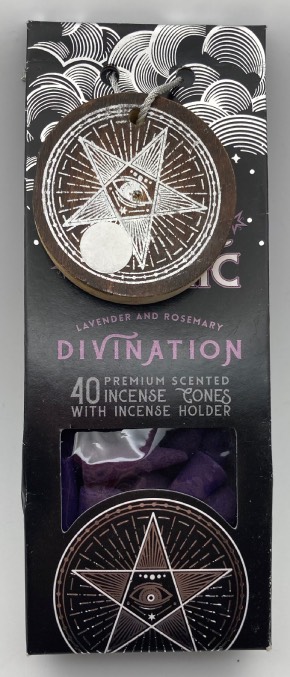 LAVENDER AND ROSEMARY
DIVINATION
40 PREMIUM SCENTED
INCENSE CONES
WITH INCENSE HOLDER